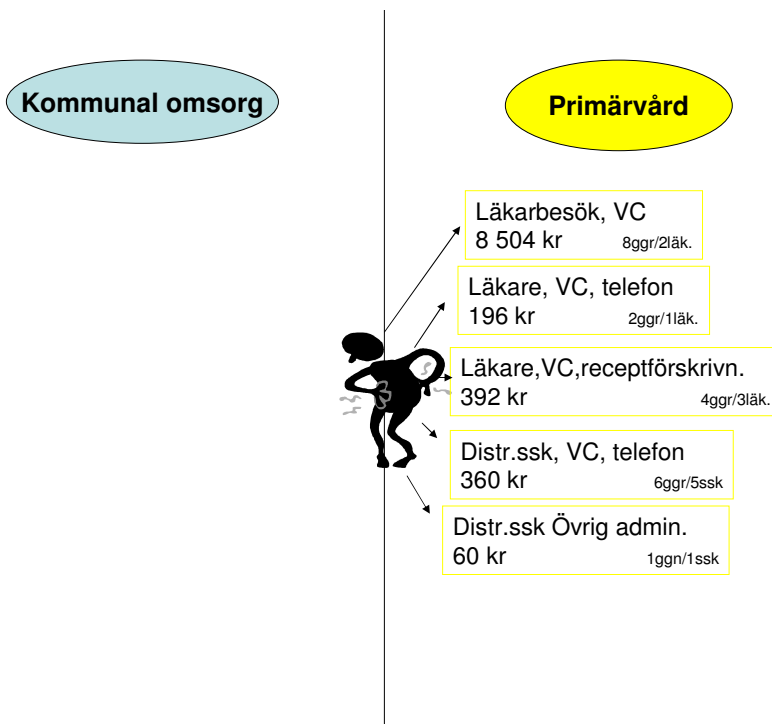 Kommunal omsorg
Primärvård
Läkarbesök, VC
8 504 kr 8ggr/2läk.
Läkare, VC, telefon
196 kr 2ggr/1läk.
Läkare,VC,receptförskrivn.
392 kr 4ggr/3läk.
Distr.ssk, VC, telefon
360 kr 6ggr/5ssk
Distr.ssk Övrig admin.
60 kr 1ggn/1ssk